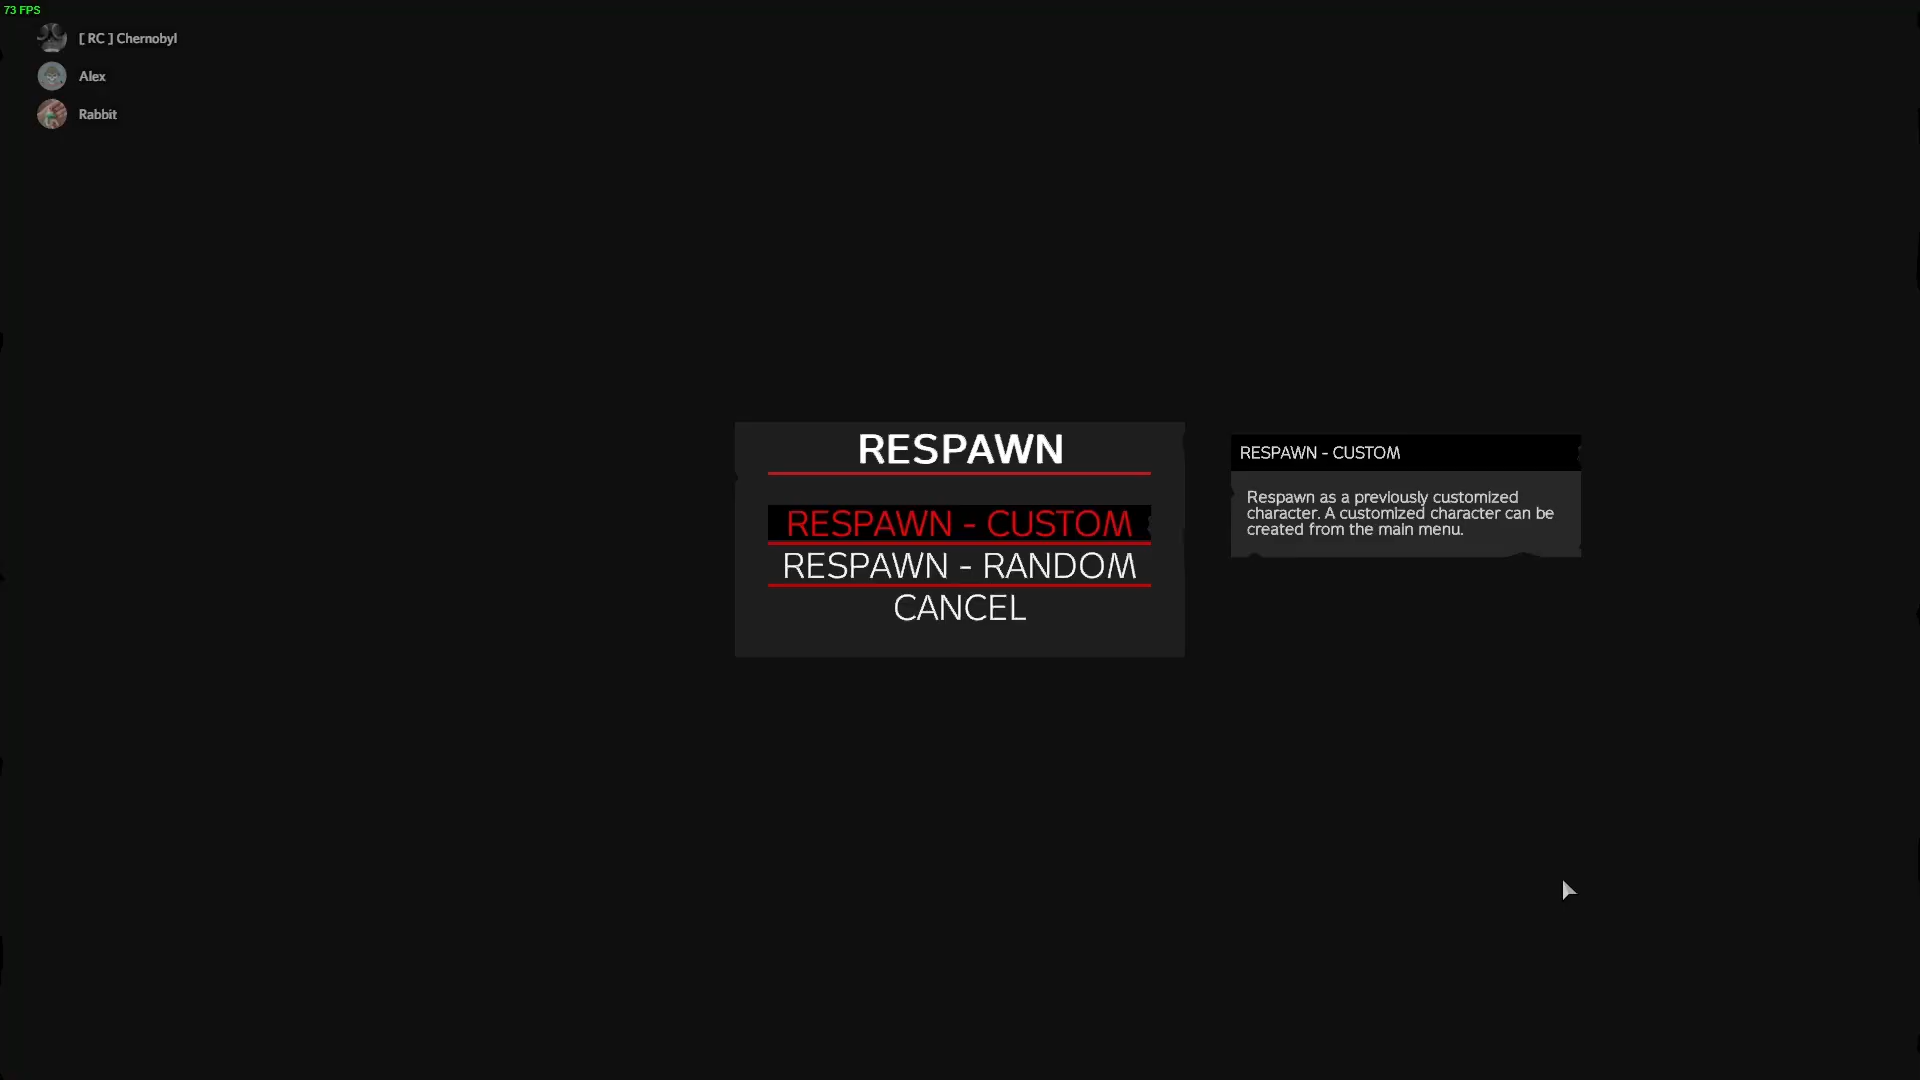 73 FPS
[ RC ] Chernobyl
Alex
Rabbit
RESPAWN
RESPAWN - CUSTOM
RESPAWN - RANDOM
CANCEL
RESPAWN - CUSTOM
Respawn as a previously customized
character. A customized character can be
created from the main menu.